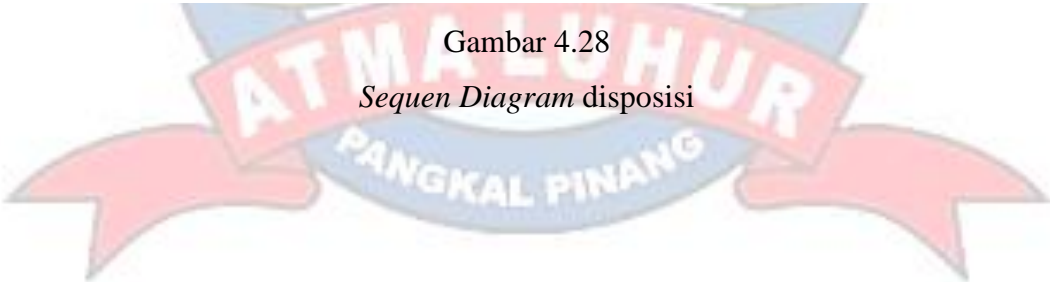 Gambar 4.28
Sequen Diagram disposisi
ATMA LUHUR
PANGKAL PINANG